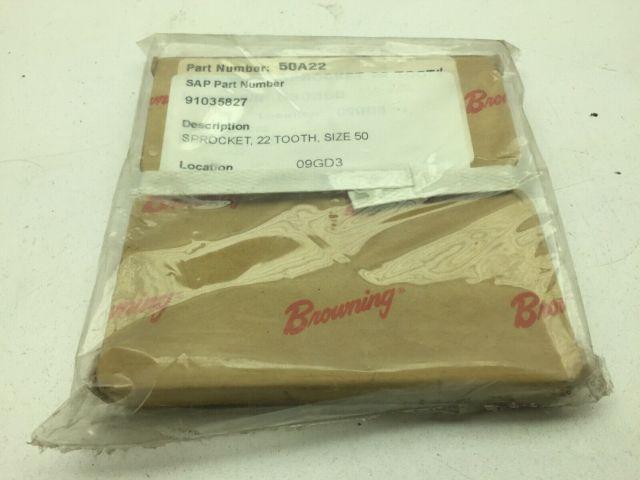 Part Number: 50A22
SAP Part Number
91035827
Description
SPROCKET, 22 TOOTH, SIZE 50
Location 09GD3
Browning
Browning
Browning
Browning